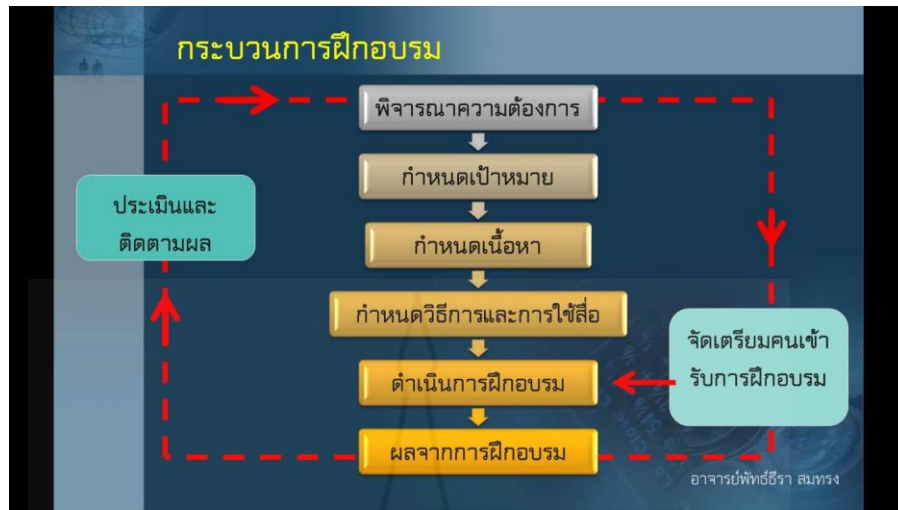 กระบวนการฝึกอบรม
พิจารณาความต้องการ
กำหนดเป้าหมาย
ประเมินและ
ติดตามผล
กำหนดเนื้อหา
กำหนดวิธีการและการใช้สื่อ
จัดเตรียมคนเข้า
รับการฝึกอบรม
ดำเนินการฝึกอบรม
ผลจากการฝึกอบรม
อาจารย์พัทธ์ธีรา สมทรง